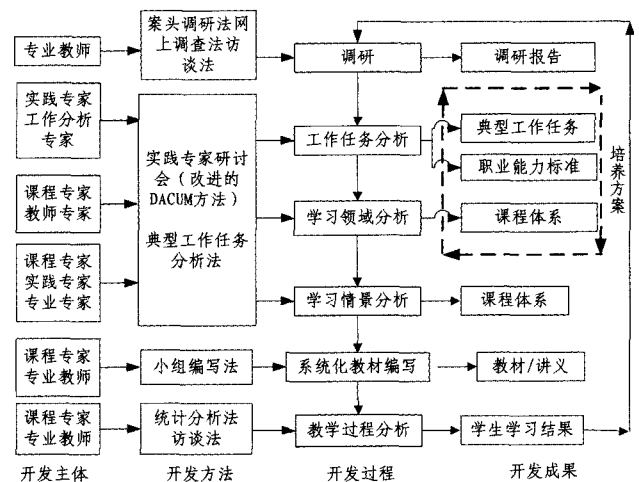 专业教师
案头调研法网
上调查法访
谈法
调研
调研报告
实践专家
工作分析
专家
实践专家研讨
会（改进的
DACUM方法）
典型工作任务
分析法
工作任务分析
典型工作任务
职业能力标准
培养方案
课程专家
教师专家
学习领域分析
课程体系
课程专家
实践专家
专业专家
学习情景分析
课程体系
课程专家
专业教师
小组编写法
系统化教材编写
教材/讲义
课程专家
专业教师
统计分析法
访谈法
教学过程分析
学生学习结果
开发主体
开发方法
开发过程
开发成果